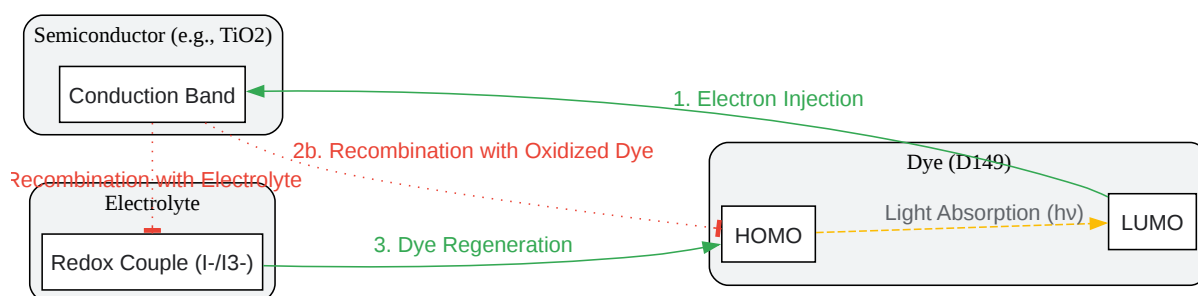 Semiconductor (e.g., TiO2)
Conduction Band
1. Electron Injection
2b. Recombination with Oxidized Dye
Dye (D149)
Recombination with Electrolyte
Electrolyte
Light Absorption (hν)
HOMO
LUMO
3. Dye Regeneration
Redox Couple (I-/I3-)